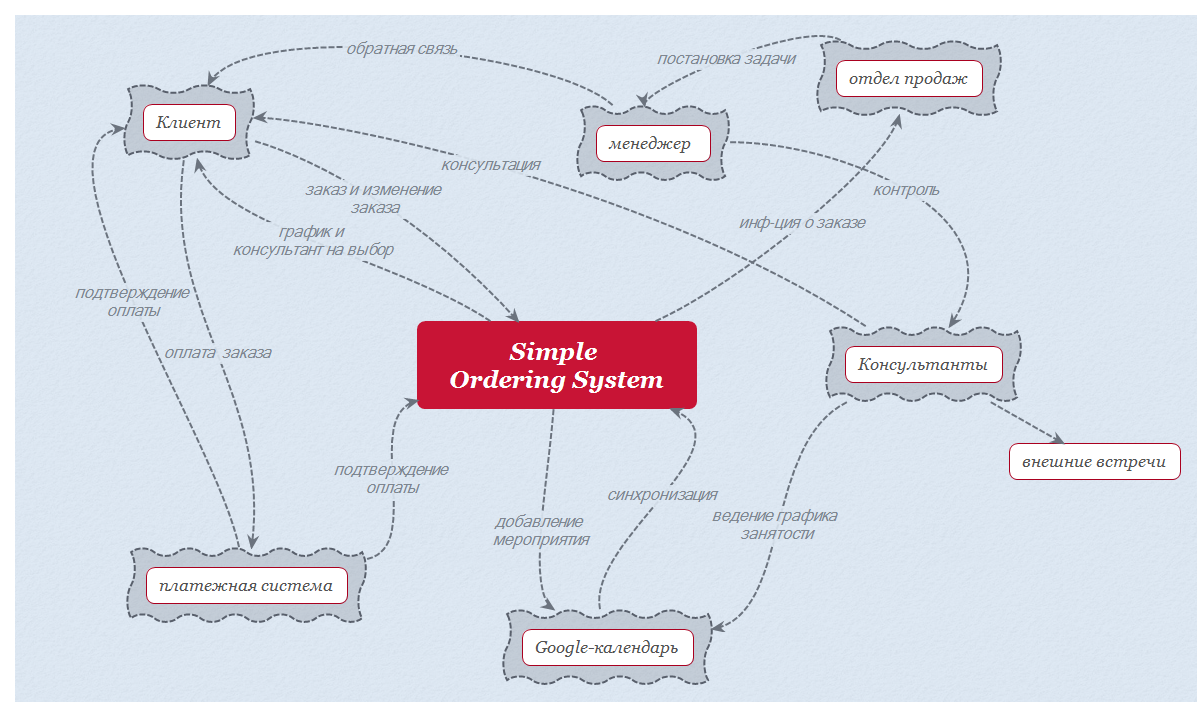 обратная связь
постановка задачи
отдел продаж
Клиент
менеджер
консультация
заказ и изменение
заказа
контроль
инф-ция о заказе
график и
консультант на выбор
подтверждение
оплаты
оплата заказа
Simple
Ordering System
Консультанты
внешние встречи
подтверждение
оплаты
синхронизация
добавление
мероприятия
ведение графика
занятости
платежная система
Google-календарь